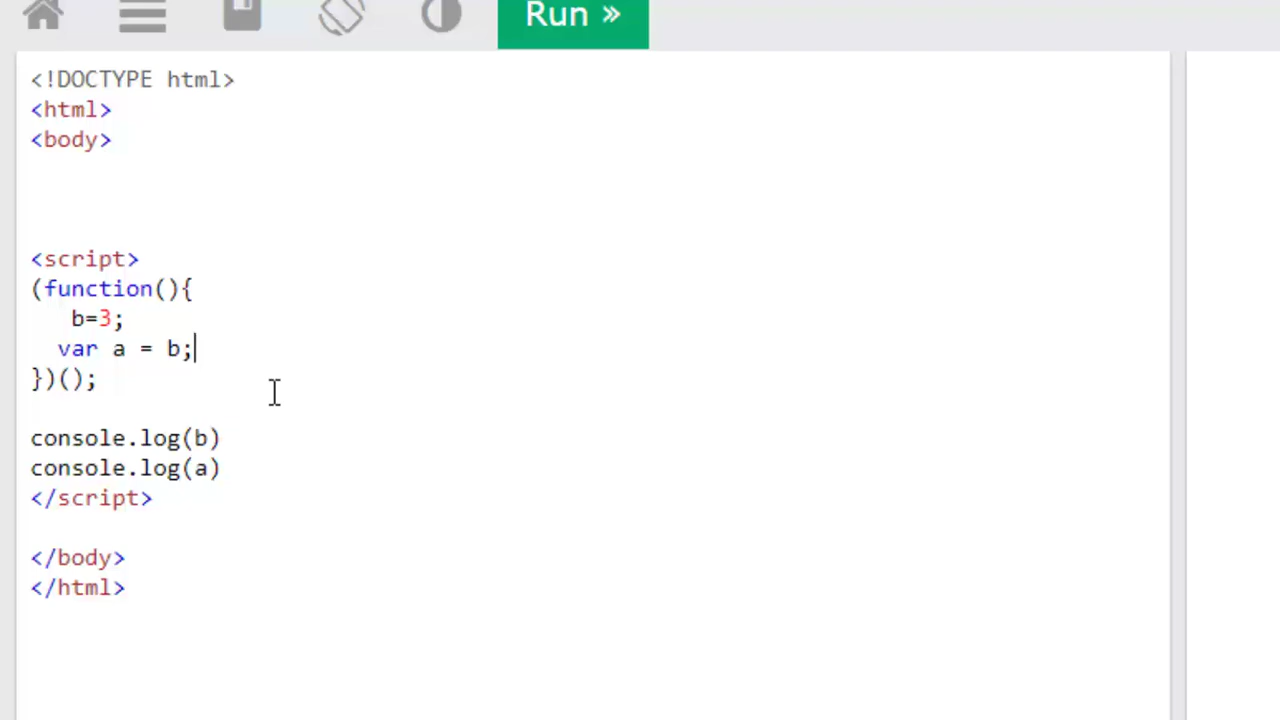 Run »
<!DOCTYPE html>
<html>
<body>
<script>
(function(){
   b=3;
  var a = b;
})();
console.log(b)
console.log(a)
</script>
</body>
</html>